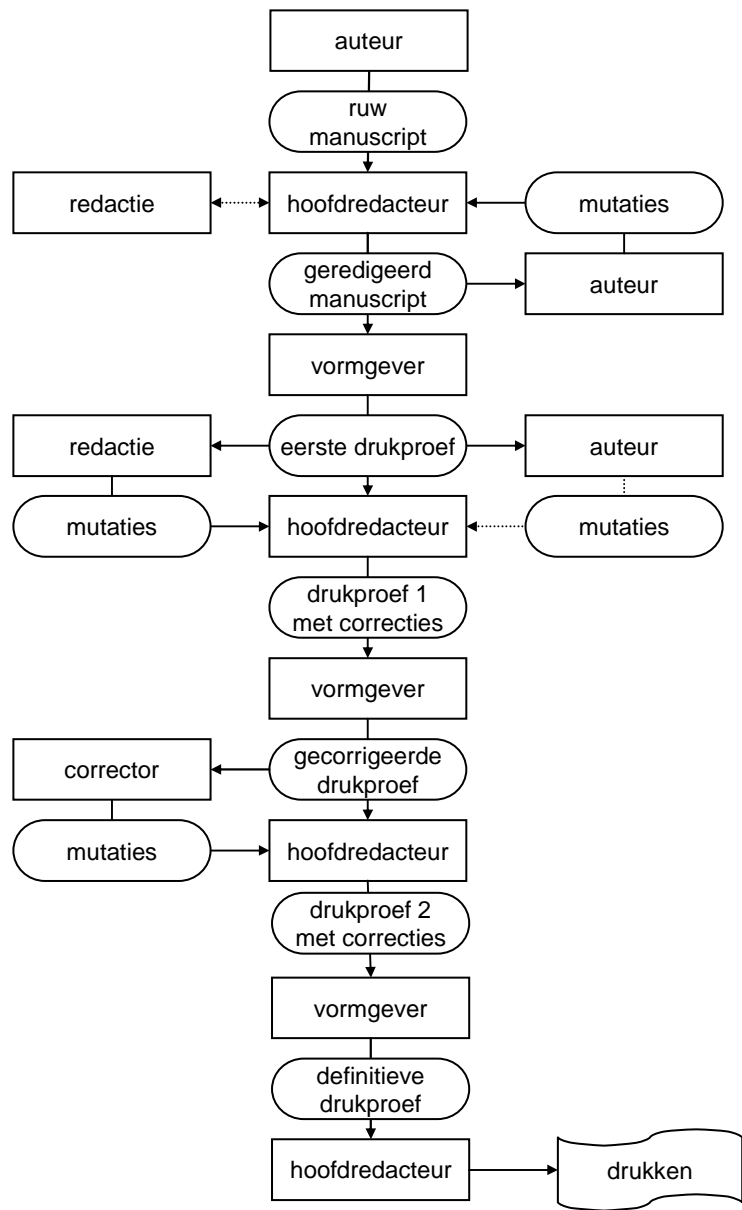 auteur
ruw
manuscript
redactie
hoofdredacteur
mutaties
geredigeerd
manuscript
auteur
vormgever
redactie
eerste drukproef
auteur
mutaties
hoofdredacteur
mutaties
drukproef 1
met correcties
vormgever
corrector
gecorrigeerde
drukproef
mutaties
hoofdredacteur
drukproef 2
met correcties
vormgever
definitieve
drukproef
hoofdredacteur
drukken